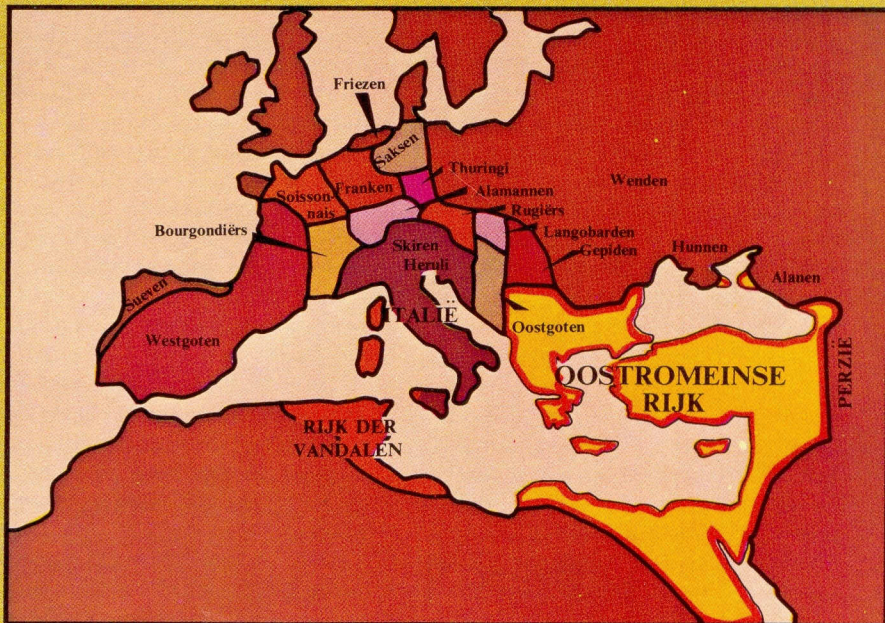 Friezen
Saksen
Thuringi
Soisson-
nais
Franken
Alamannen
Wenden
Rugiërs
Bourgondiërs
Langobarden
Skiren
Heruli
Gepiden
Hunnen
Alanen
Sueven
ITALIË
Oostgoten
Westgoten
OOSTROMEINSE
RIJK
PERZIË
RIJK DER
VANDALEN